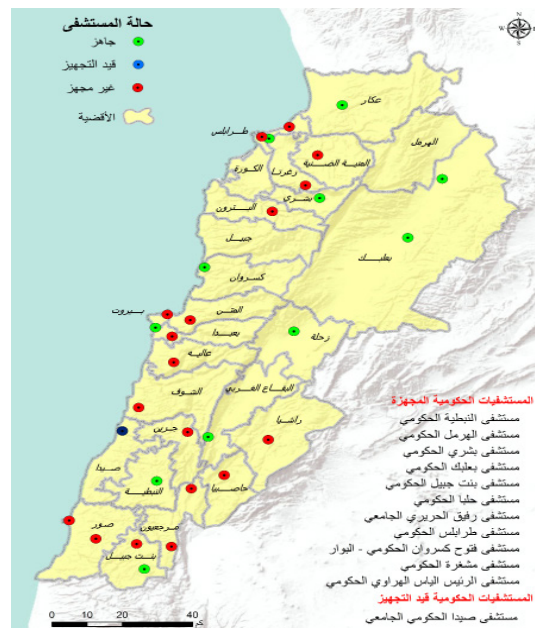 حالة المستشفى
جاهز
قيد التجهيز
غير مجهز
الأقضية
N
W E
S
عكار
طرابلس
الهرمل
المنية الضنية
زغرتا
الكورة
بشري
البترون
جبيل
بعلبك
كسروان
المتن
بيروت
بعبدا
زحلة
عاليه
البقاع الغربي
الشوف
راشيا
جزين
صيدا
حاصبيا
النبطية
صور
مرجعيون
بنت جبيل
المستشفيات الحكومية المجهزة
مستشفى النبطية الحكومي
مستشفى الهرمل الحكومي
مستشفى بشري الحكومي
مستشفى بعلبك الحكومي
مستشفى بنت جبيل الحكومي
مستشفى حلبا الحكومي
مستشفى رفيق الحريري الجامعي
مستشفى طرابلس الحكومي
مستشفى فتوح كسروان الحكومي - البوار
مستشفى مشغرة الحكومي
مستشفى الرئيس الياس الهراوي الحكومي
المستشفيات الحكومية قيد التجهيز
مستشفى صيدا الحكومي الجامعي
0 10 20 40
كم